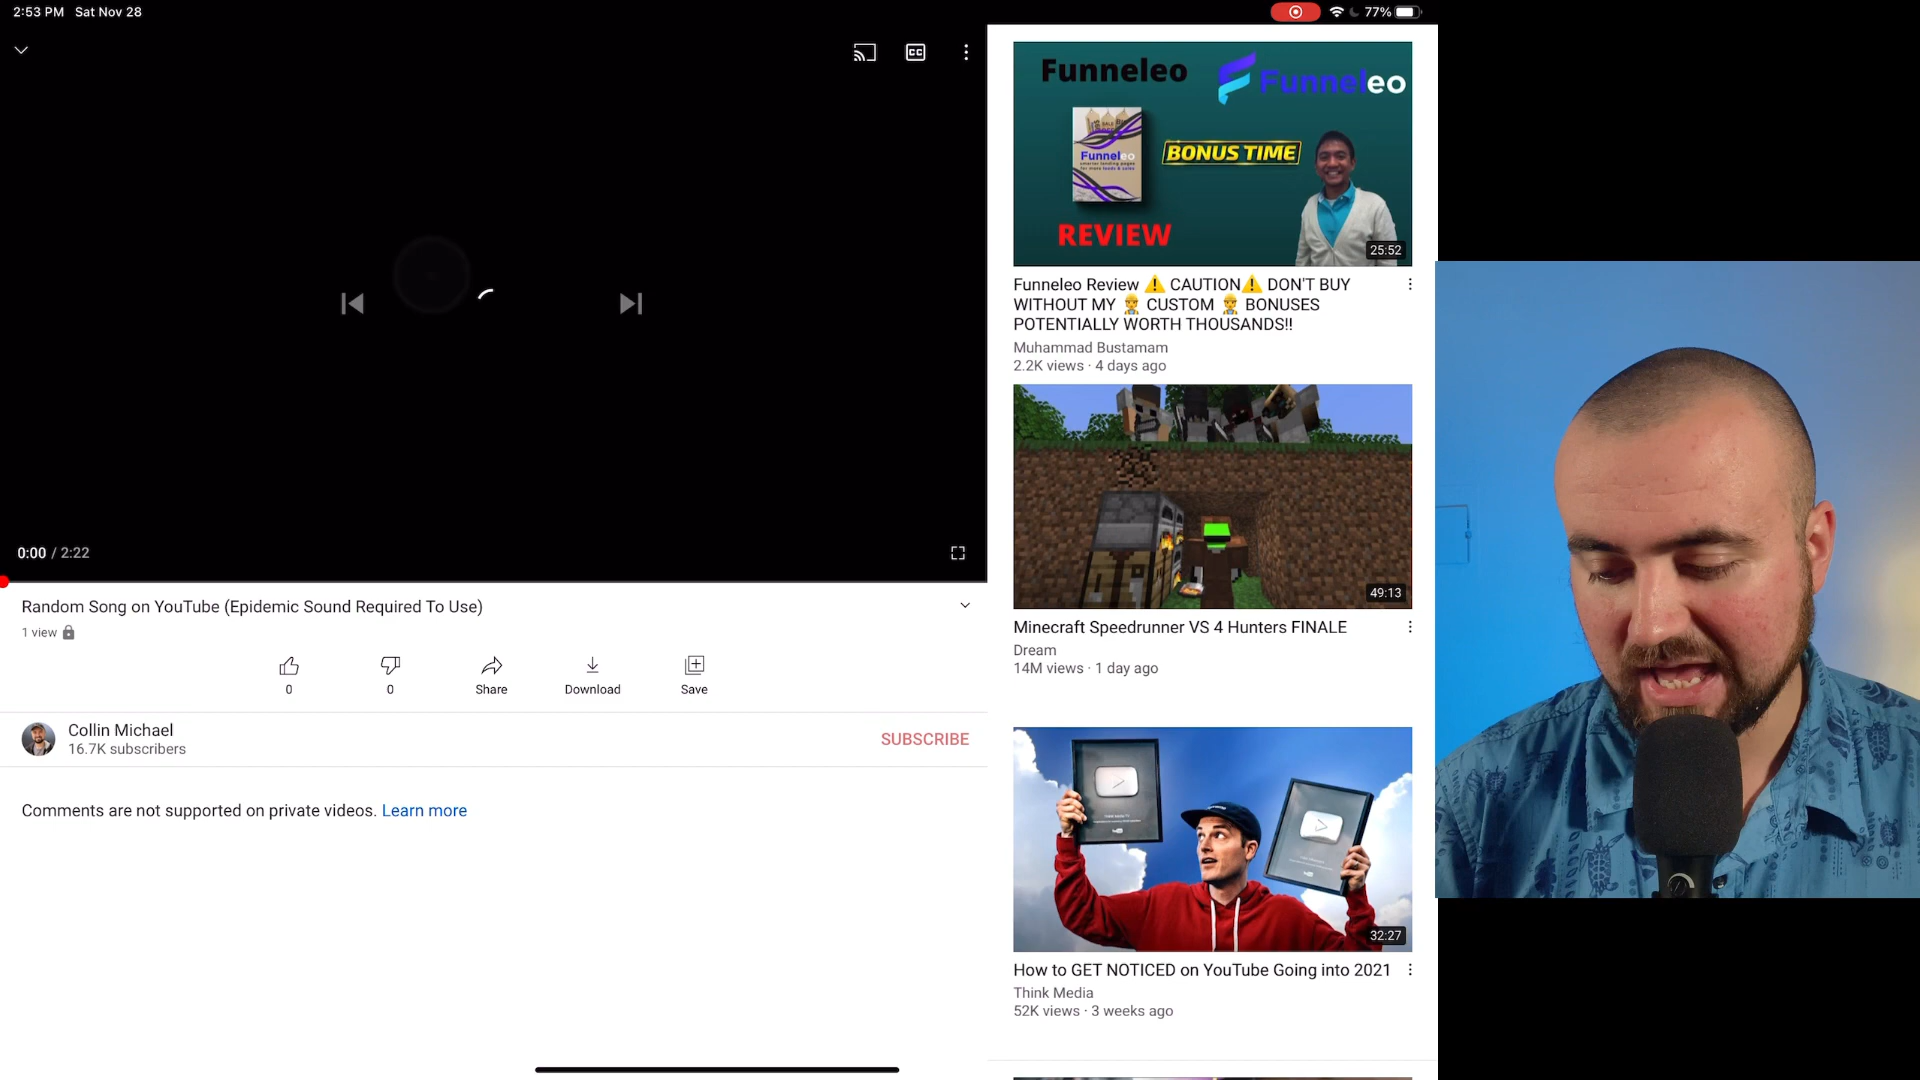 2:53 PM Sat Nov 28
77%
CC
0:00 / 2:22
Random Song on YouTube (Epidemic Sound Required To Use)
1 view
0
0
Share
Download
Save
Collin Michael
16.7K subscribers
SUBSCRIBE
Comments are not supported on private videos. Learn more
Funneleo
Funneleo
Funneleo
BONUS TIME
REVIEW
25:52
Funneleo Review ⚠️ CAUTION⚠️ DON'T BUY
WITHOUT MY 👷 CUSTOM 👷 BONUSES
POTENTIALLY WORTH THOUSANDS!!
Muhammad Bustamam
2.2K views · 4 days ago
49:13
Minecraft Speedrunner VS 4 Hunters FINALE
Dream
14M views · 1 day ago
32:27
How to GET NOTICED on YouTube Going into 2021
Think Media
52K views · 3 weeks ago